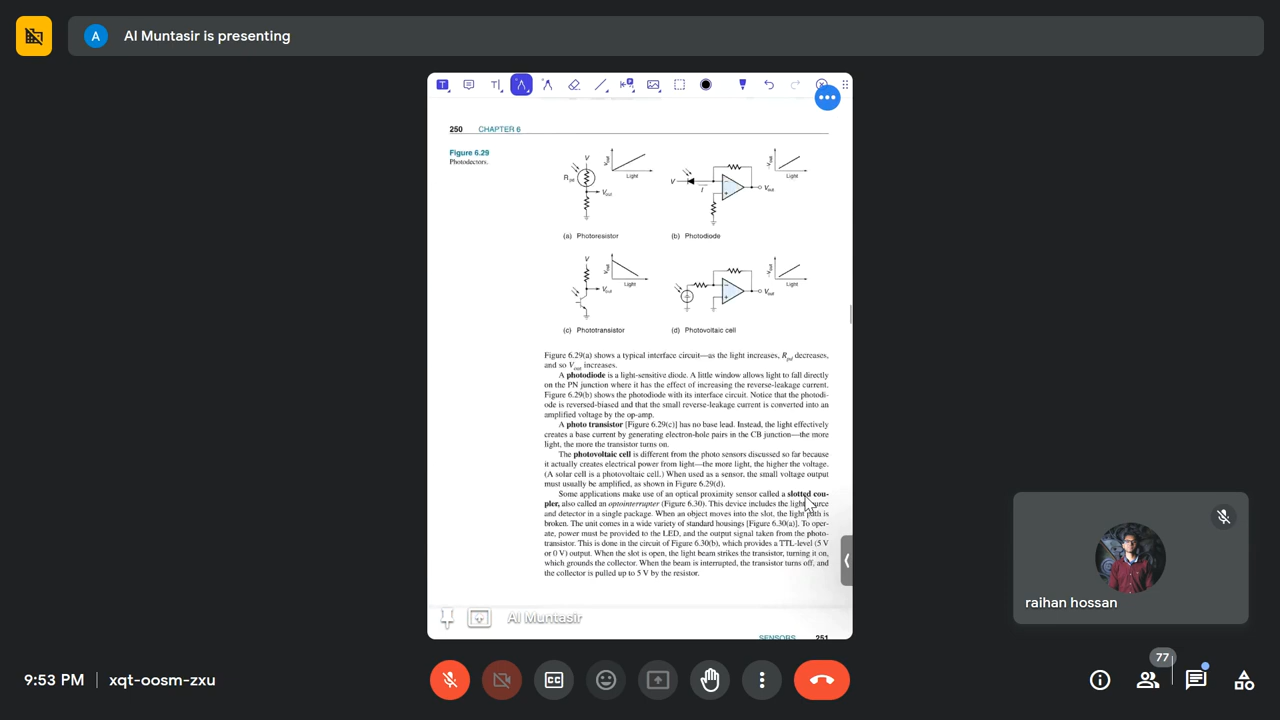 A Al Muntasir is presenting
250 CHAPTER 6
Figure 6.29
Photodectors.
V
R pd
V out
V out
Light
(a) Photoresistor
V
I
V out
V out
Light
(b) Photodiode
V
V out
V out
Light
(c) Phototransistor
V out
V out
Light
(d) Photovoltaic cell
Figure 6.29(a) shows a typical interface circuit—as the light increases, Rpd decreases,
and so Vout increases.
A photodiode is a light-sensitive diode. A little window allows light to fall directly
on the PN junction where it has the effect of increasing the reverse-leakage current.
Figure 6.29(b) shows the photodiode with its interface circuit. Notice that the photodi-
ode is reversed-biased and that the small reverse-leakage current is converted into an
amplified voltage by the op-amp.
A photo transistor [Figure 6.29(c)] has no base lead. Instead, the light effectively
creates a base current by generating electron-hole pairs in the CB junction—the more
light, the more the transistor turns on.
The photovoltaic cell is different from the photo sensors discussed so far because
it actually creates electrical power from light—the more light, the higher the voltage.
(A solar cell is a photovoltaic cell.) When used as a sensor, the small voltage output
must usually be amplified, as shown in Figure 6.29(d).
Some applications make use of an optical proximity sensor called a slotted cou-
pler, also called an optointerrupter (Figure 6.30). This device includes the light source
and detector in a single package. When an object moves into the slot, the light path is
broken. The unit comes in a wide variety of standard housings [Figure 6.30(a)]. To oper-
ate, power must be provided to the LED, and the output signal taken from the photo-
transistor. This is done in the circuit of Figure 6.30(b), which provides a TTL-level (5 V
or 0 V) output. When the slot is open, the light beam strikes the transistor, turning it on,
which grounds the collector. When the beam is interrupted, the transistor turns off, and
the collector is pulled up to 5 V by the resistor.
SENSORS 251
Al Muntasir
raihan hossan
9:53 PM | xqt-oosm-zxu
CC
77